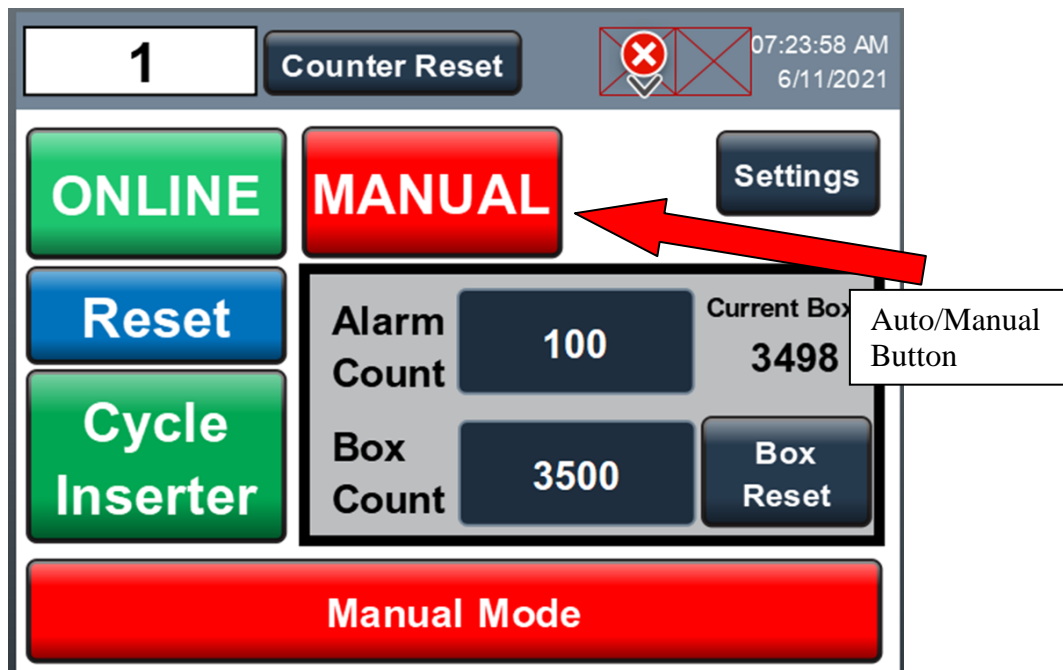 1
Counter Reset
07:23:58 AM
6/11/2021
ONLINE
MANUAL
Settings
Reset
Alarm
Count
100
Current Box
3498
Auto/Manual
Button
Cycle
Inserter
Box
Count
3500
Box
Reset
Manual Mode